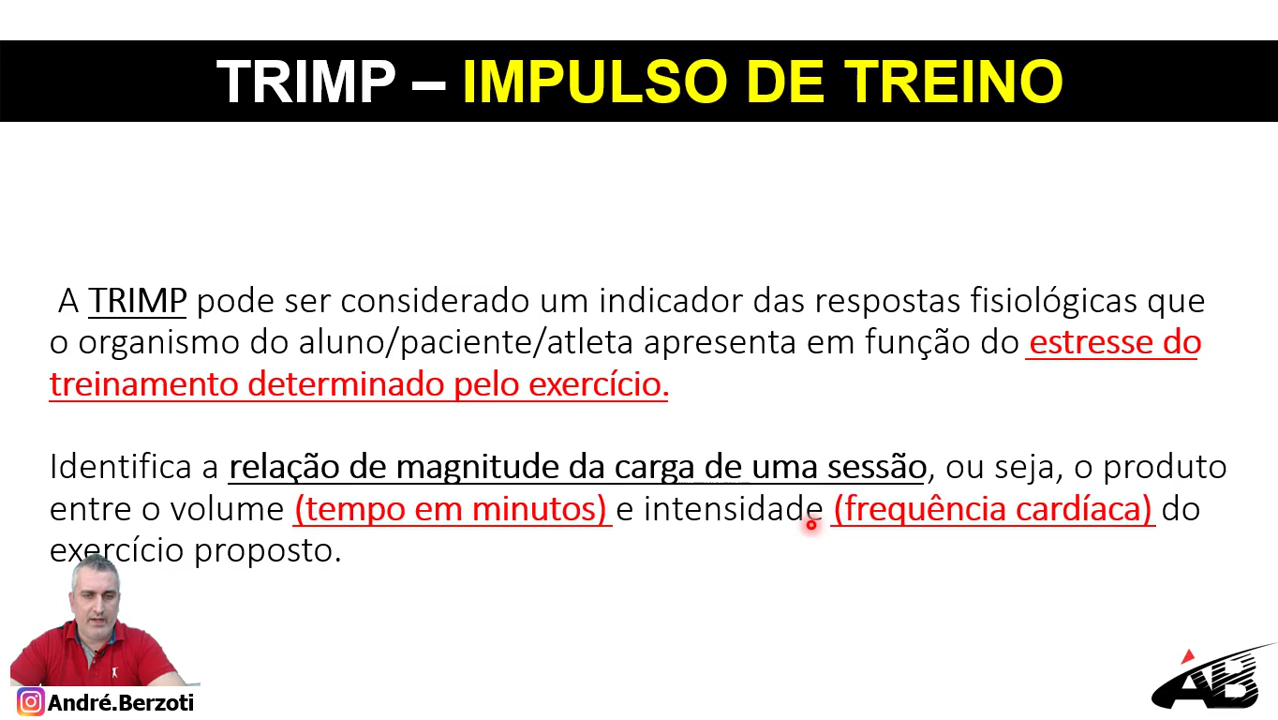 TRIMP – IMPULSO DE TREINO
A TRIMP pode ser considerado um indicador das respostas fisiológicas que
o organismo do aluno/paciente/atleta apresenta em função do estresse do
treinamento determinado pelo exercício.
Identifica a relação de magnitude da carga de uma sessão, ou seja, o produto
entre o volume (tempo em minutos) e intensidade (frequência cardíaca) do
exercício proposto.
André.Berzoti
AB